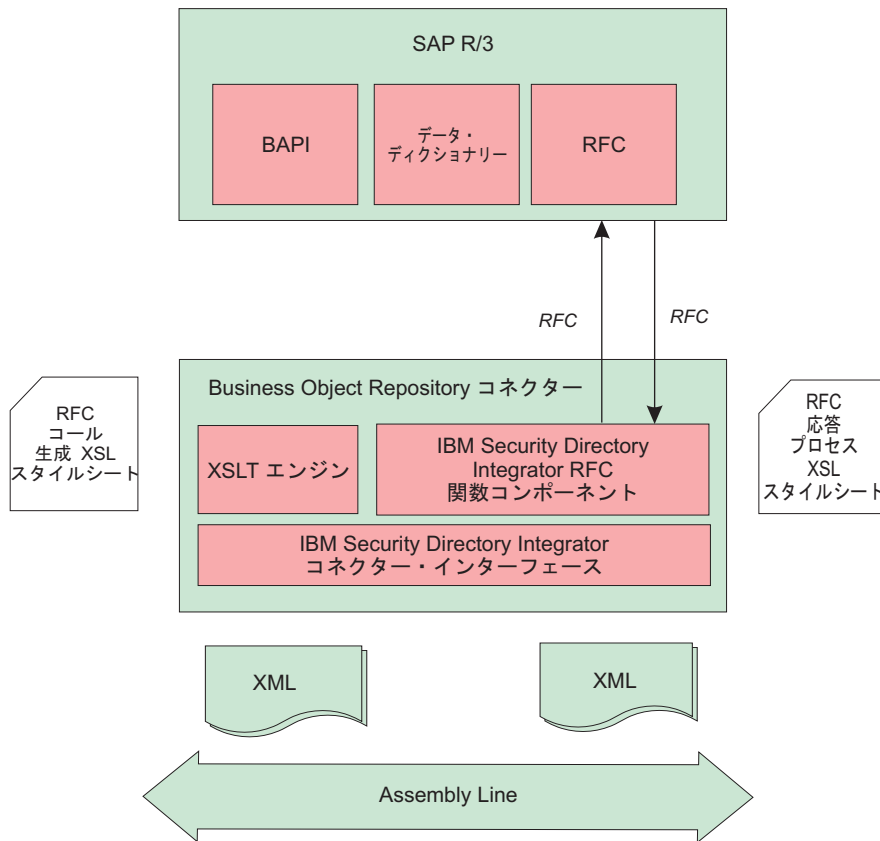 SAP R/3
BAPI
データ・
ディクショナリー
RFC
RFC
RFC
Business Object Repository コネクター
RFC
コール
生成 XSL
スタイルシート
XSLT エンジン
IBM Security Directory
Integrator RFC
関数コンポーネント
RFC
応答
プロセス
XSL
スタイルシート
IBM Security Directory Integrator
コネクター・インターフェース
XML
XML
Assembly Line